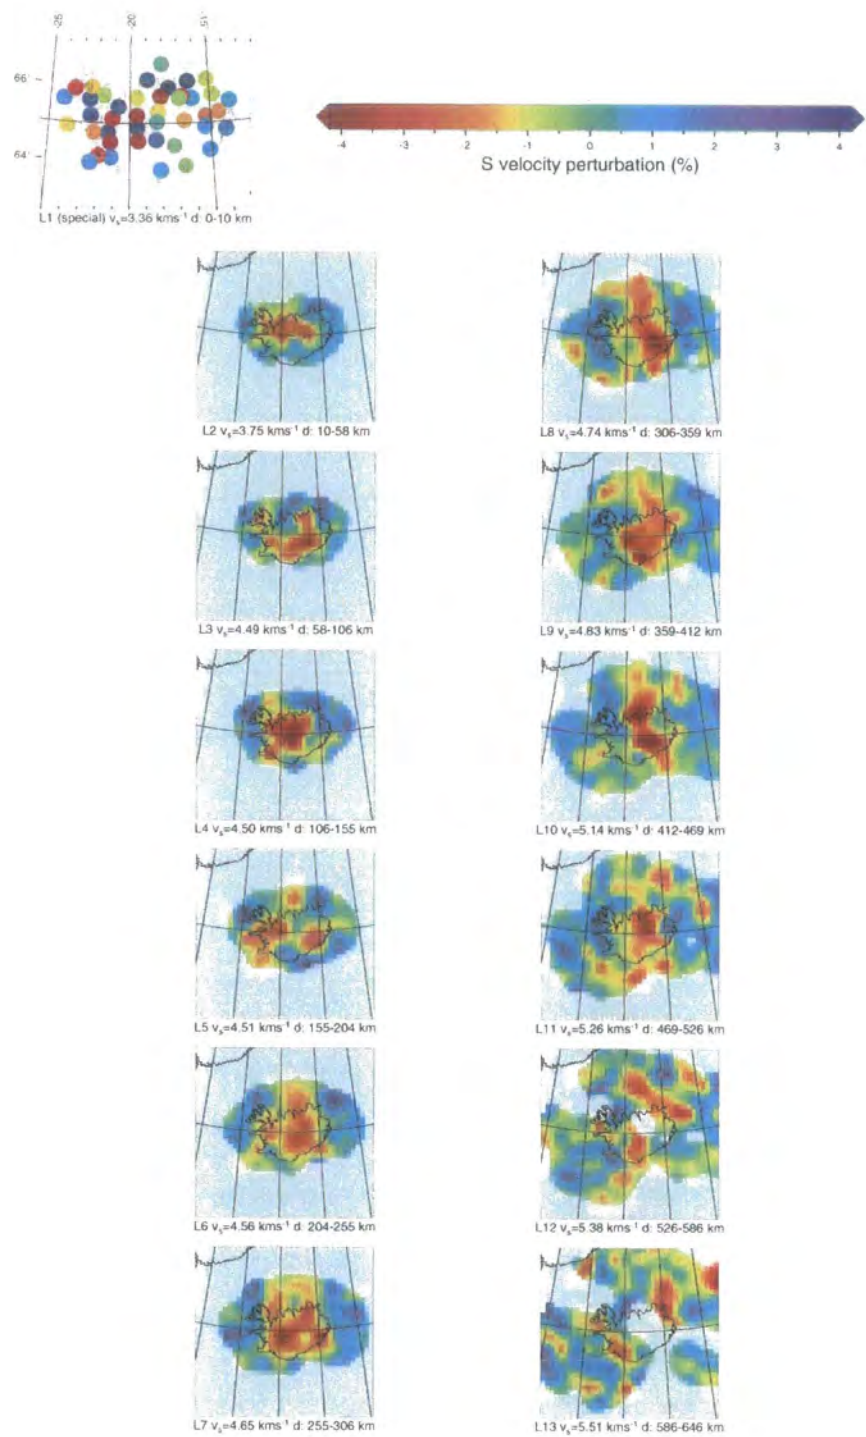 -25 -20 -15
66°
64°
L1 (special) vₛ=3.36 kms⁻¹ d: 0-10 km
-4 -3 -2 -1 0 1 2 3 4
S velocity perturbation (%)
L2 vₛ=3.75 kms⁻¹ d: 10-58 km
L3 vₛ=4.49 kms⁻¹ d: 58-106 km
L4 vₛ=4.50 kms⁻¹ d: 106-155 km
L5 vₛ=4.51 kms⁻¹ d: 155-204 km
L6 vₛ=4.56 kms⁻¹ d: 204-255 km
L7 vₛ=4.65 kms⁻¹ d: 255-306 km
L8 vₛ=4.74 kms⁻¹ d: 306-359 km
L9 vₛ=4.83 kms⁻¹ d: 359-412 km
L10 vₛ=5.14 kms⁻¹ d: 412-469 km
L11 vₛ=5.26 kms⁻¹ d: 469-526 km
L12 vₛ=5.38 kms⁻¹ d: 526-586 km
L13 vₛ=5.51 kms⁻¹ d: 586-646 km